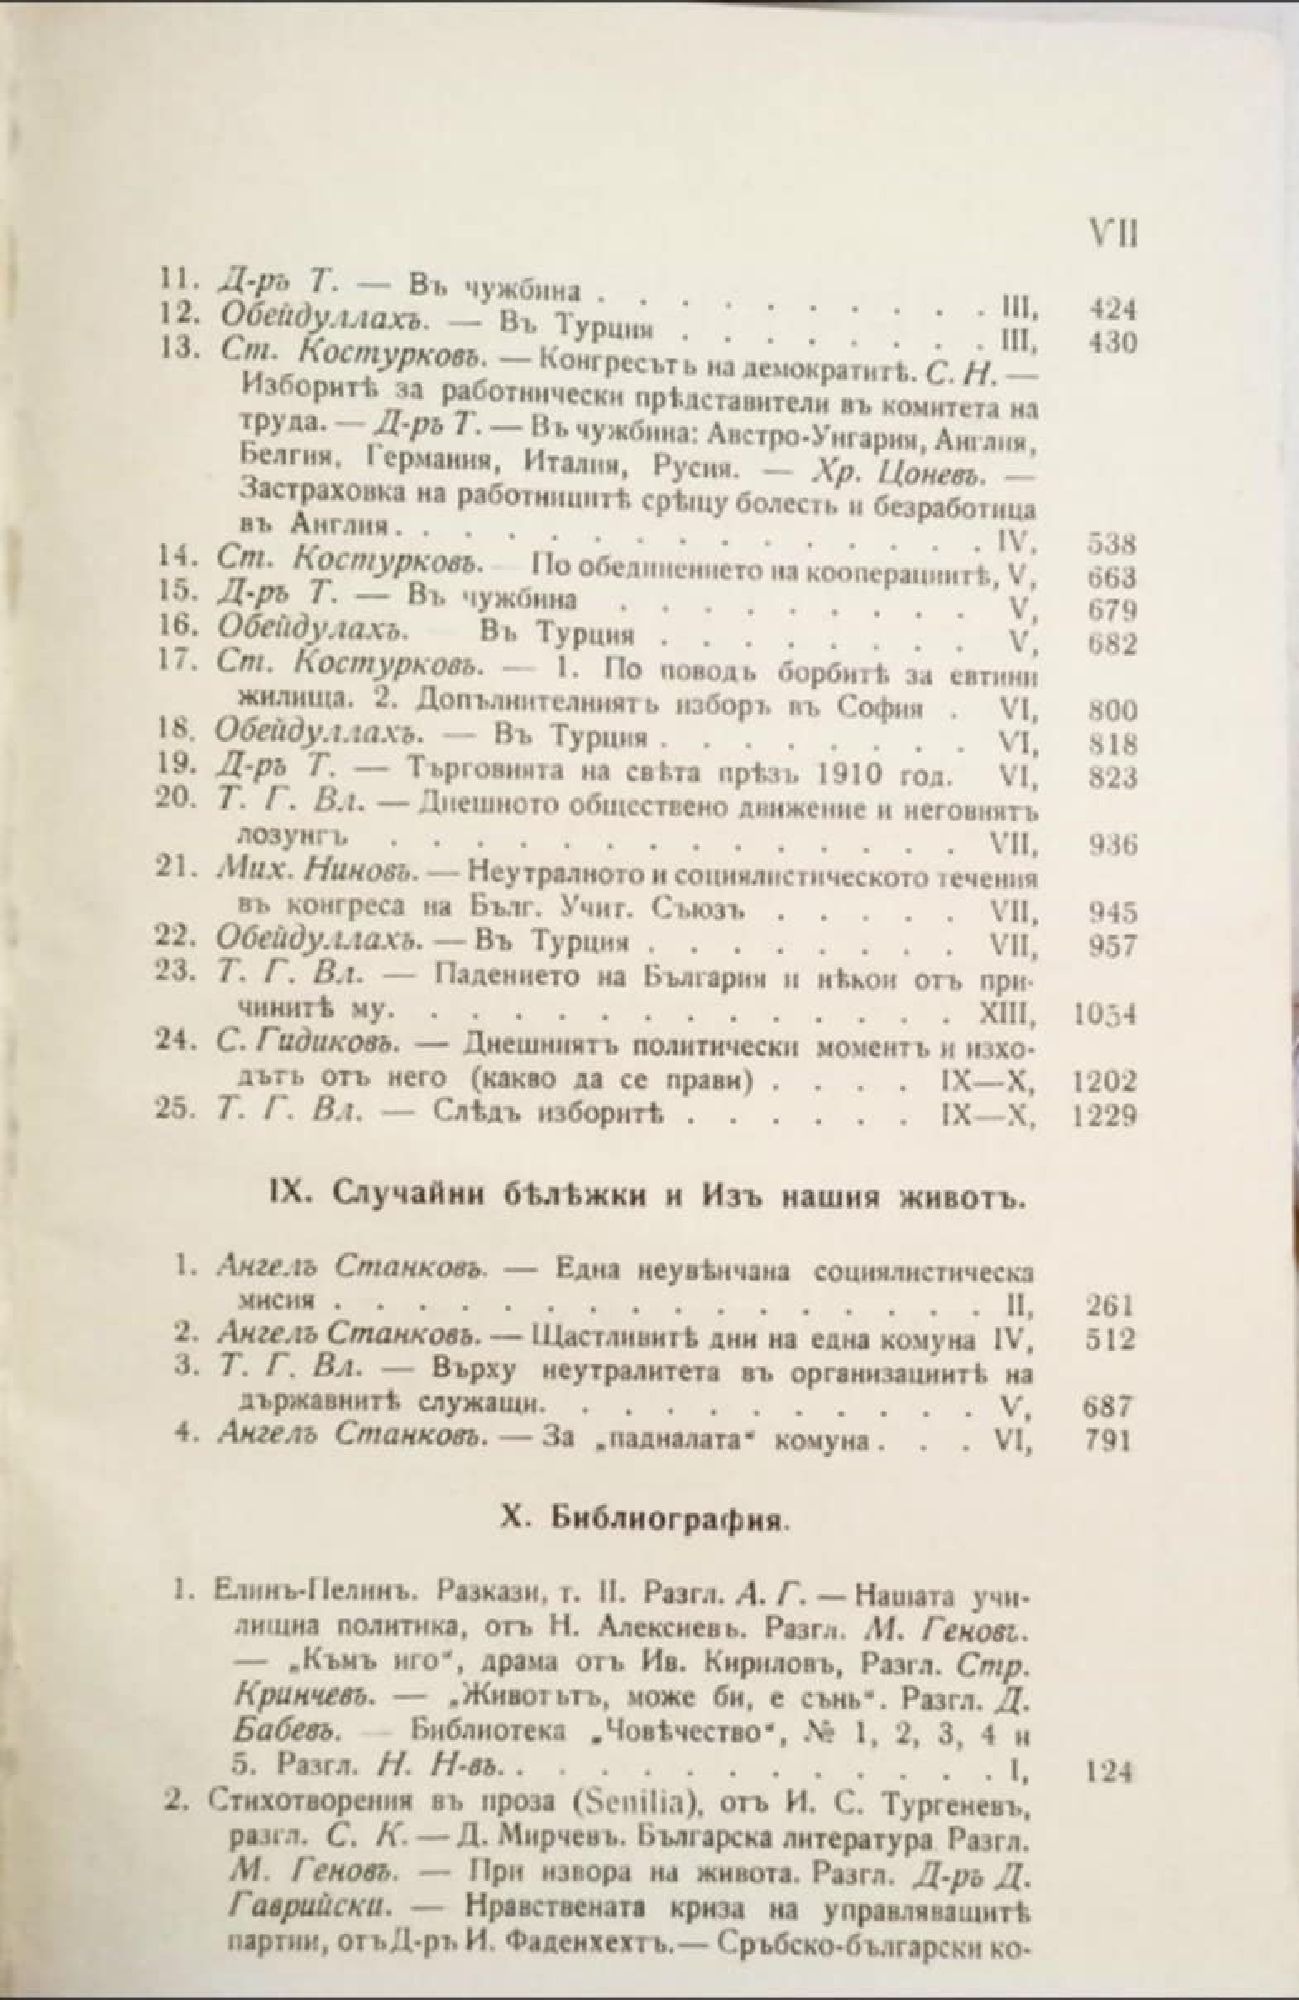 VII
11. Д-ръ Т. — Въ чужбина . . . . . . . . . . III, 424
12. Обейдуллахъ. — Въ Турция . . . . . . . . III, 430
13. Ст. Костурковъ. — Конгресътъ на демократитѣ. С. Н. —
Изборитѣ за работнически прѣдставители въ комитета на
труда. — Д-ръ Т. — Въ чужбина: Австро-Унгария, Англия,
Белгия, Германия, Италия, Русия. — Хр. Цоневъ. —
Застраховка на работницитѣ срѣщу болесть и безработица
въ Англия . . . . . . . . . . . . . . IV, 538
14. Ст. Костурковъ. По обединението на кооперациитѣ, V, 663
15. Д-ръ Т. — Въ чужбина . . . . . . . . . V, 679
16. Обейдулахъ. Въ Турция . . . . . . . . V, 682
17. Ст. Костурковъ. — 1. По поводъ борбитѣ за евтини
жилища. 2. Допълнителниятъ изборъ въ София . VI, 800
18. Обейдуллахъ. — Въ Турция . . . . . . . . VI, 818
19. Д-ръ Т. — Търговията на свѣта прѣзъ 1910 год. VI, 823
20. Т. Г. Вл. — Днешното обществено движение и неговиятъ
лозунгъ . . . . . . . . . . . . . . VII, 936
21. Мих. Ниновъ. — Неутралното и социялистическото течения
въ конгреса на Бълг. Учит. Съюзъ . . . . . VII, 945
22. Обейдуллахъ. — Въ Турция . . . . . . . . VII, 957
23. Т. Г. Вл. — Падението на България и нѣкои отъ при-
чинитѣ му. . . . . . . . . . . . . . XIII, 1054
24. С. Гидиковъ. — Днешниятъ политически моментъ и изхо-
дътъ отъ него (какво да се прави) . . . . IX—X, 1202
25. Т. Г. Вл. — Слѣдъ изборитѣ . . . . . . IX—X, 1229
IX. Случайни бѣлѣжки и Изъ нашия животъ.
1. Ангелъ Станковъ. — Една неувѣнчана социялистическа
мисия . . . . . . . . . . . . . . . . II, 261
2. Ангелъ Станковъ. — Щастливитѣ дни на една комуна IV, 512
3. Т. Г. Вл. — Върху неутралитета въ организациитѣ на
държавнитѣ служащи. . . . . . . . . . . V, 687
4. Ангелъ Станковъ. — За „падналата“ комуна . . . VI, 791
X. Библиография.
1. Елинъ-Пелинъ. Разкази, т. II. Разгл. А. Г. — Нашата учи-
лищна политика, отъ Н. Алексиевъ. Разгл. М. Геновъ.
— „Къмъ иго“, драма отъ Ив. Кириловъ, Разгл. Стр.
Кринчевъ. — „Животътъ, може би, е сънь“. Разгл. Д.
Бабевъ. — Библиотека „Човѣчество“, № 1, 2, 3, 4 и
5. Разгл. Н. Н-въ. . . . . . . . . . . . . I, 124
2. Стихотворения въ проза (Senilia), отъ И. С. Тургеневъ,
разгл. С. К. — Д. Мирчевъ. Българска литература Разгл.
М. Геновъ. — При извора на живота. Разгл. Д-ръ Д.
Гаврийски. — Нравствената криза на управляващитѣ
партии, отъ Д-ръ И. Фаденхехтъ. — Сръбско-български ко-